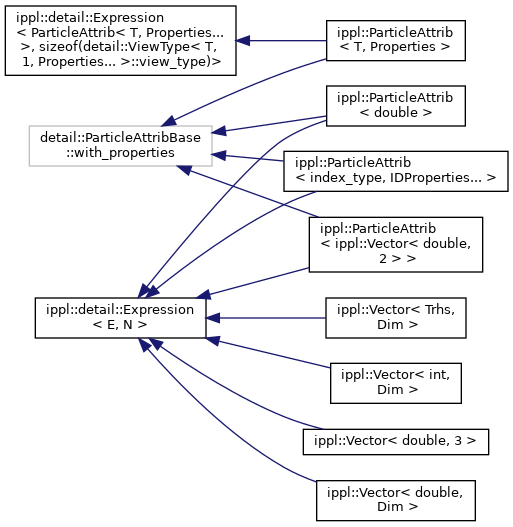 ippl::detail::Expression
< ParticleAttrib< T, Properties...
>, sizeof(detail::ViewType< T,
1, Properties... >::view_type)>
ippl::ParticleAttrib
< T, Properties >
ippl::ParticleAttrib
< double >
detail::ParticleAttribBase
::with_properties
ippl::ParticleAttrib
< index_type, IDProperties... >
ippl::ParticleAttrib
< ippl::Vector< double,
2 > >
ippl::detail::Expression
< E, N >
ippl::Vector< Trhs,
Dim >
ippl::Vector< int,
Dim >
ippl::Vector< double, 3 >
ippl::Vector< double,
Dim >